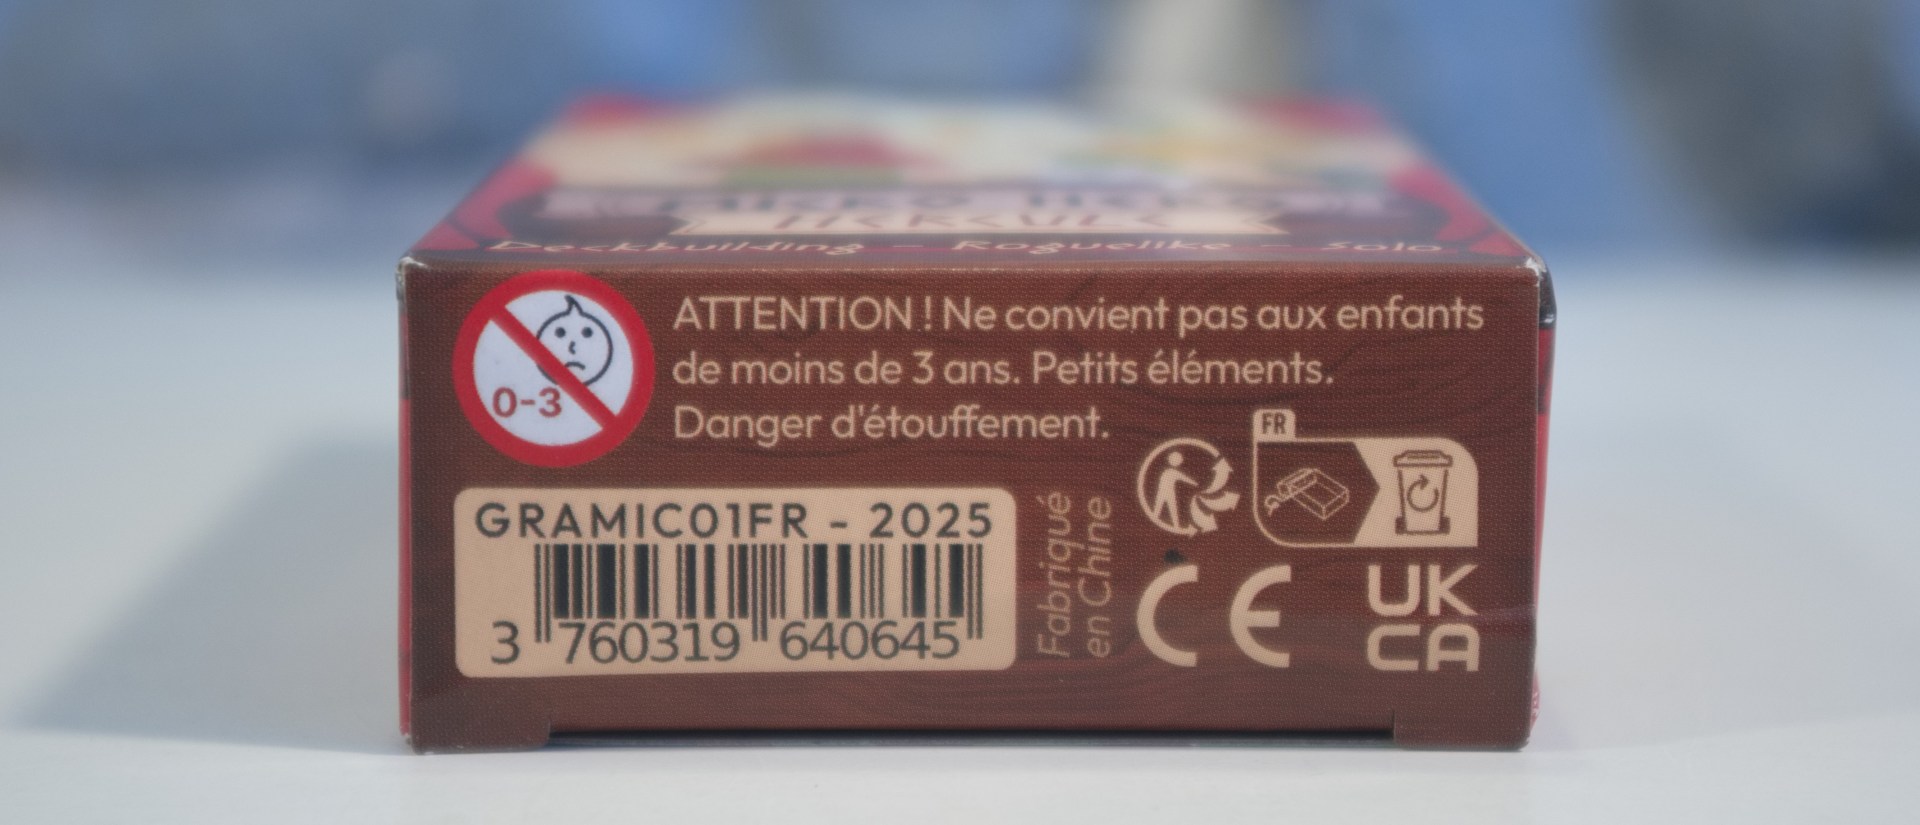 HERCULE
Deckbuilding - Roguelike - Solo
ATTENTION ! Ne convient pas aux enfants
de moins de 3 ans. Petits éléments.
Danger d'étouffement.
0-3
FR
GRAMIC01FR - 2025
3 760319 640645
Fabriqué
en Chine
CE
UK
CA